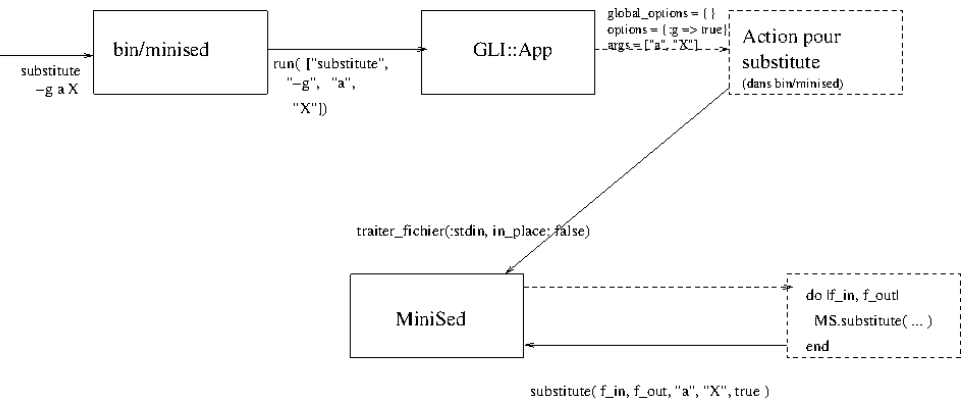 substitute
−g a X
bin/minised
run( ["substitute",
"−g", "a",
"X"])
GLI::App
global_options = { }
options = { :g => true}
args = ["a", "X"]
Action pour
substitute
(dans bin/minised)
traiter_fichier(:stdin, in_place: false)
MiniSed
do |f_in, f_out|
MS.substitute( ... )
end
substitute( f_in, f_out, "a", "X", true )